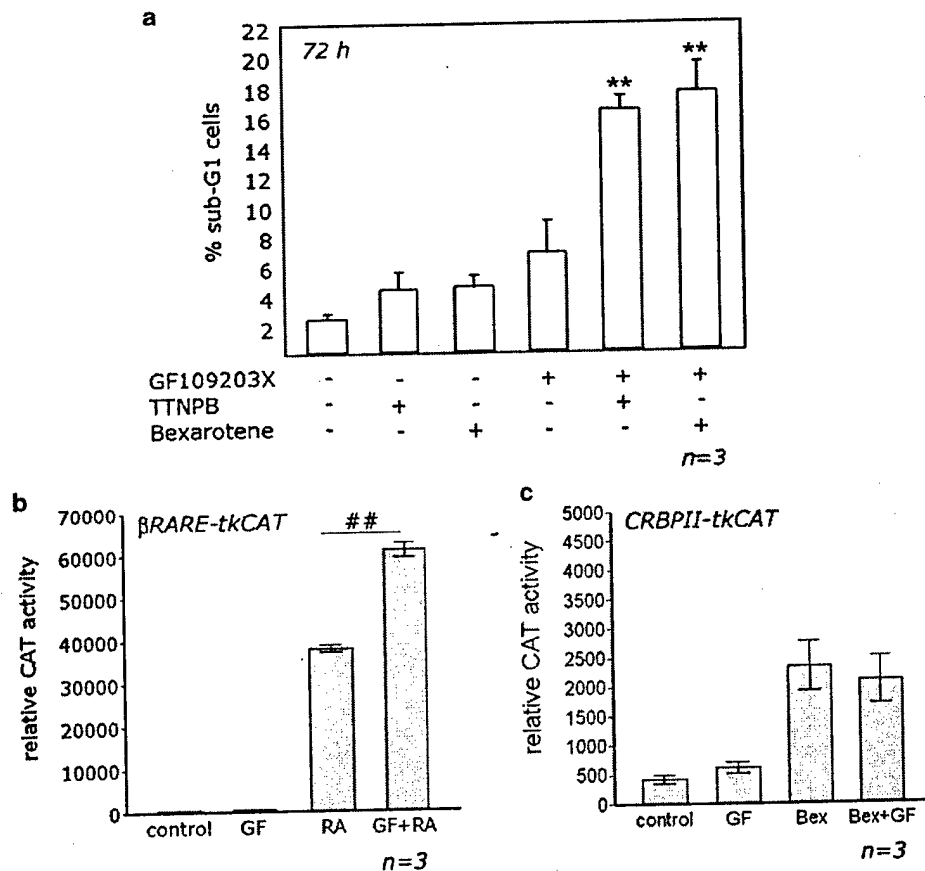 a
72 h
% sub-G1 cells
22
20
18
16
14
12
10
8
6
4
2
**
**
GF109203X - - - + + +
TTNPB - + - - + -
Bexarotene - - + - - +
n=3
b
βRARE-tkCAT
##
relative CAT activity
70000
60000
50000
40000
30000
20000
10000
0
control GF RA GF+RA
n=3
c
CRBPII-tkCAT
relative CAT activity
5000
4500
4000
3500
3000
2500
2000
1500
1000
500
0
control GF Bex Bex+GF
n=3